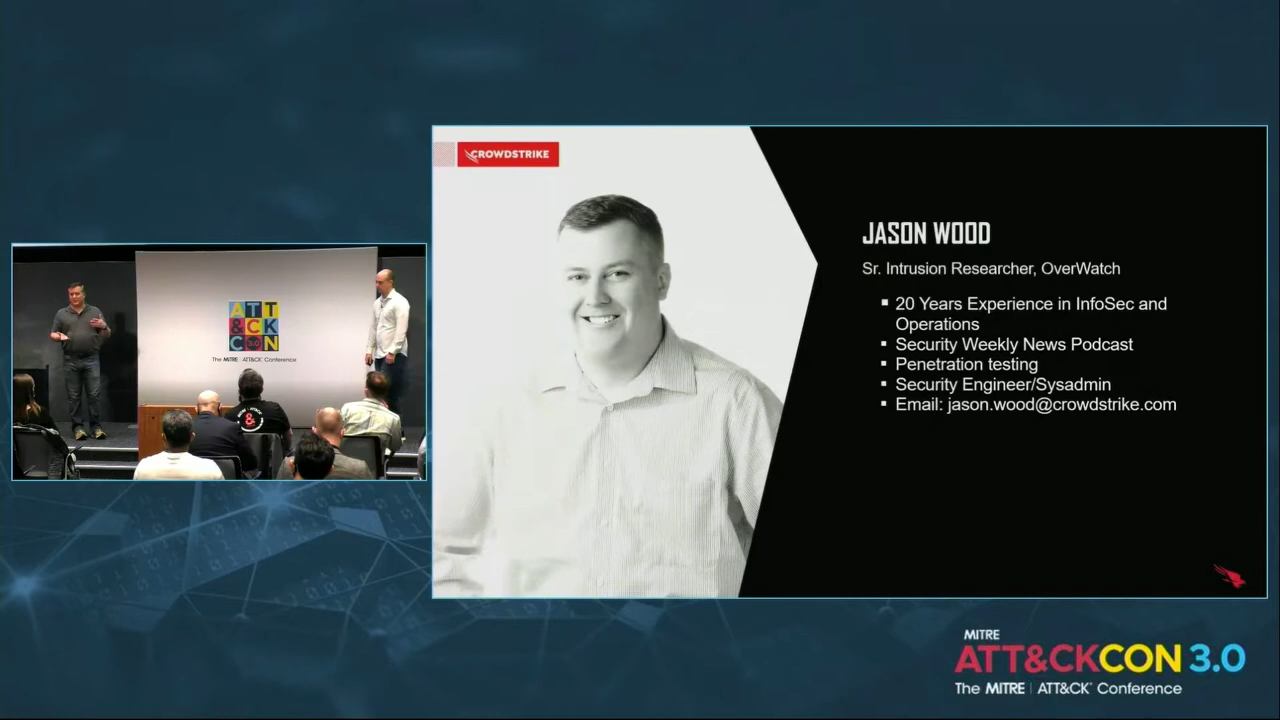 CROWDSTRIKE
JASON WOOD
Sr. Intrusion Researcher, OverWatch
▪ 20 Years Experience in InfoSec and
Operations
▪ Security Weekly News Podcast
▪ Penetration testing
▪ Security Engineer/Sysadmin
▪ Email: jason.wood@crowdstrike.com
ATT
&CK
CON 3.0
The MITRE | ATT&CK Conference
&
MITRE
ATT&CKCON 3.0
The MITRE | ATT&CK® Conference